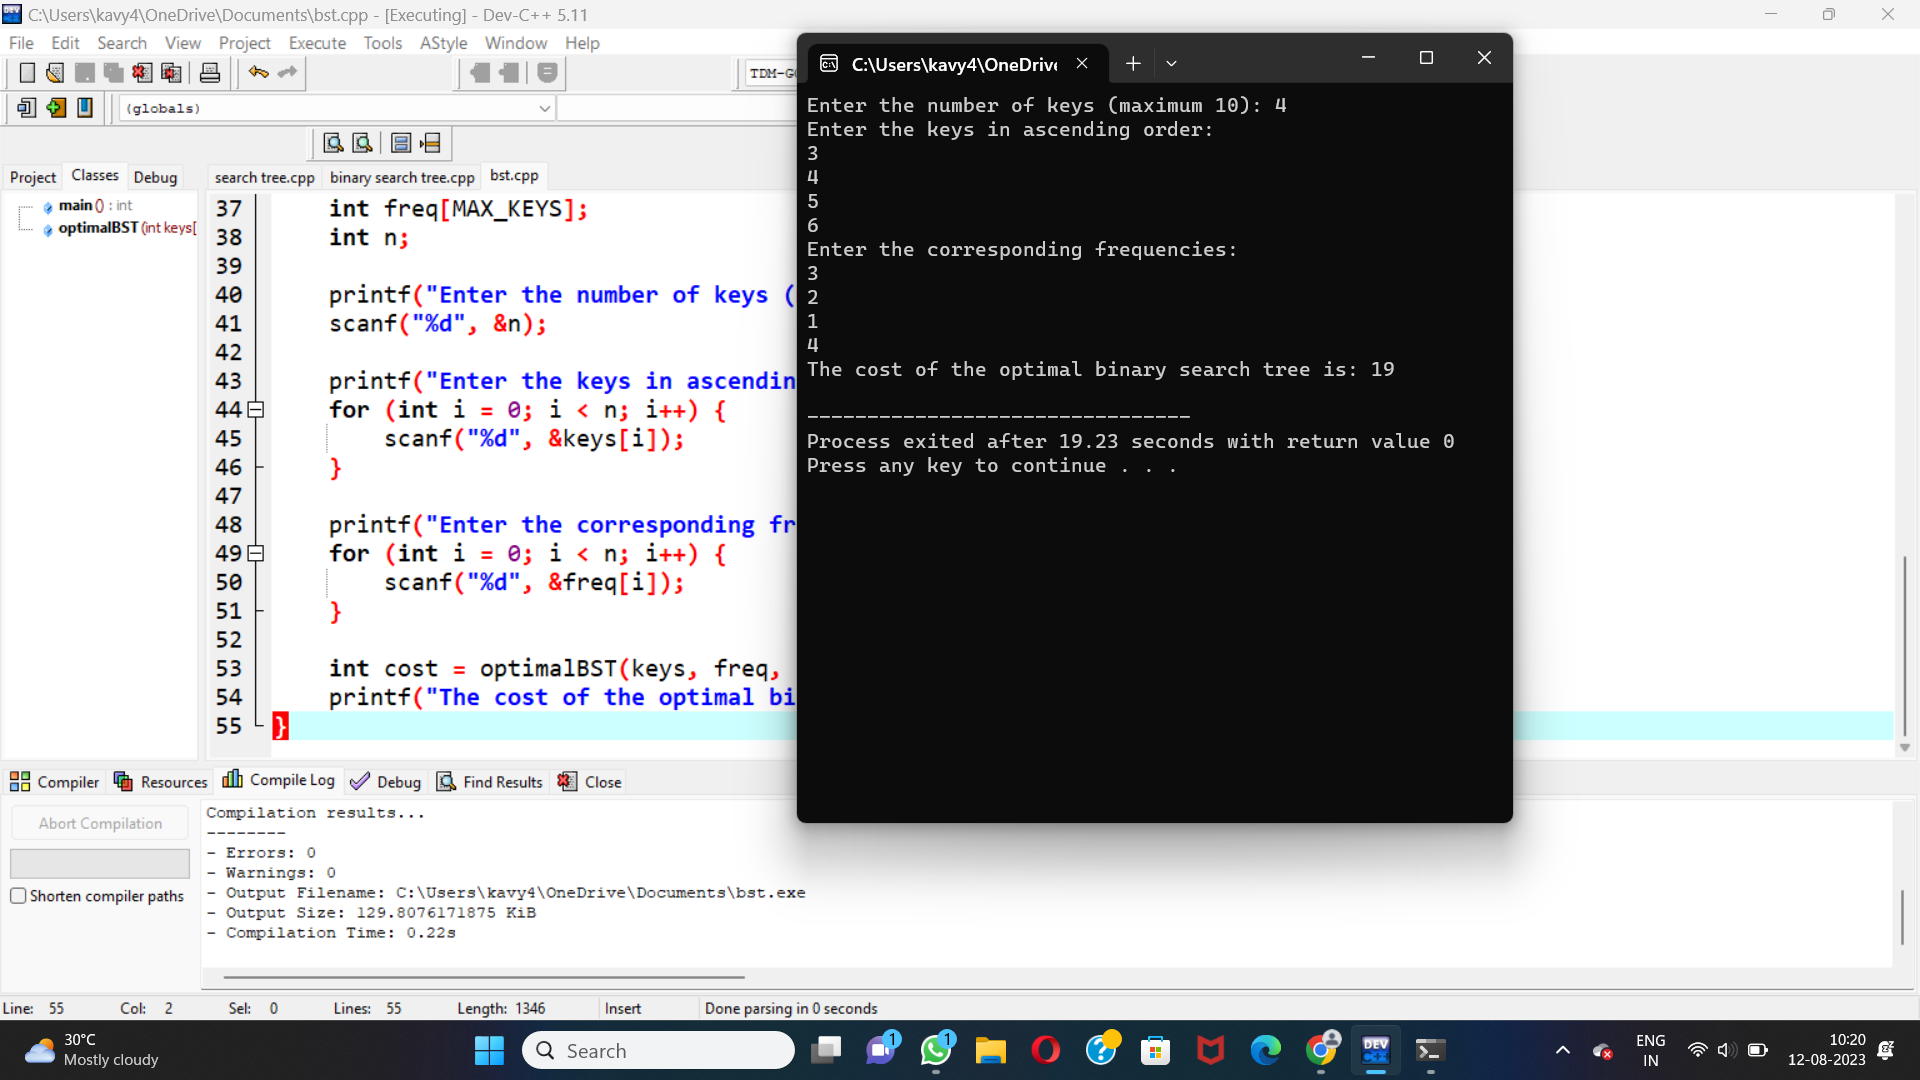 C:\Users\kavy4\OneDrive\Documents\bst.cpp - [Executing] - Dev-C++ 5.11
File Edit Search View Project Execute Tools AStyle Window Help
TDM-G
(globals)
Project Classes Debug
search tree.cpp binary search tree.cpp bst.cpp
main () : int
optimalBST (int keys[
37 int freq[MAX_KEYS];
38 int n;
39
40 printf("Enter the number of keys (
41 scanf("%d", &n);
42
43 printf("Enter the keys in ascendin
44 for (int i = 0; i < n; i++) {
45 scanf("%d", &keys[i]);
46 }
47
48 printf("Enter the corresponding fr
49 for (int i = 0; i < n; i++) {
50 scanf("%d", &freq[i]);
51 }
52
53 int cost = optimalBST(keys, freq,
54 printf("The cost of the optimal bi
55 }
C:\Users\kavy4\OneDrive
Enter the number of keys (maximum 10): 4
Enter the keys in ascending order:
3
4
5
6
Enter the corresponding frequencies:
3
2
1
4
The cost of the optimal binary search tree is: 19
--------------------------------
Process exited after 19.23 seconds with return value 0
Press any key to continue . . .
Compiler Resources Compile Log Debug Find Results Close
Abort Compilation
Shorten compiler paths
Compilation results...
--------
- Errors: 0
- Warnings: 0
- Output Filename: C:\Users\kavy4\OneDrive\Documents\bst.exe
- Output Size: 129.8076171875 KiB
- Compilation Time: 0.22s
Line: 55 Col: 2 Sel: 0 Lines: 55 Length: 1346 Insert Done parsing in 0 seconds
30°C
Mostly cloudy
Search
1
1
DEV
C++
ENG
IN
10:20
12-08-2023